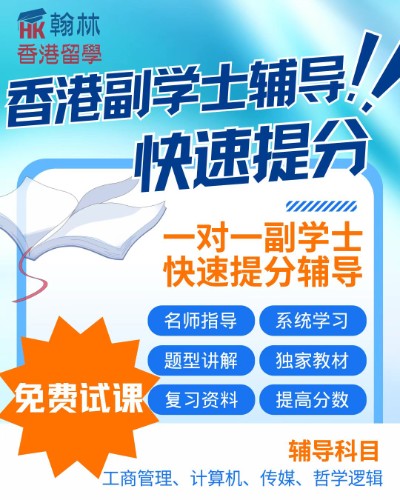 HK 翰林
香港留學
香港副学士辅导!!
快速提分
一对一副学士
快速提分辅导
名师指导 系统学习
题型讲解 独家教材
复习资料 提高分数
免费试课
辅导科目
工商管理、计算机、传媒、哲学逻辑